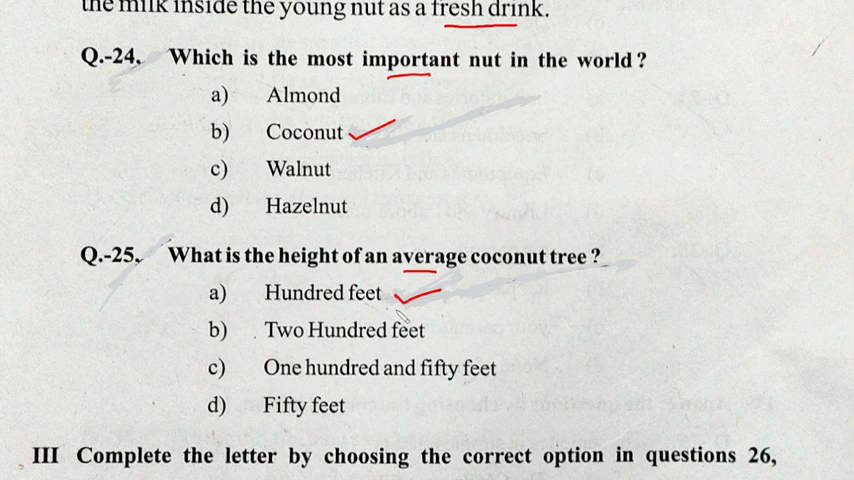 the milk inside the young nut as a fresh drink.
Q.-24. Which is the most important nut in the world ?
a) Almond
b) Coconut
c) Walnut
d) Hazelnut
Q.-25. What is the height of an average coconut tree ?
a) Hundred feet
b) Two Hundred feet
c) One hundred and fifty feet
d) Fifty feet
III Complete the letter by choosing the correct option in questions 26,